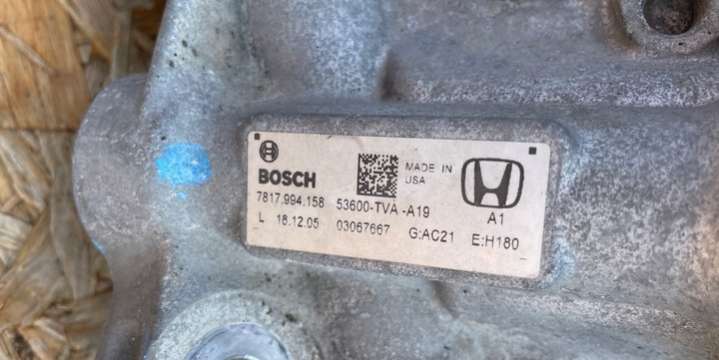 BOSCH
MADE IN
USA
7817.994.158 53600-TVA-A19
A1
L 18.12.05 03067667 G:AC21 E:H180